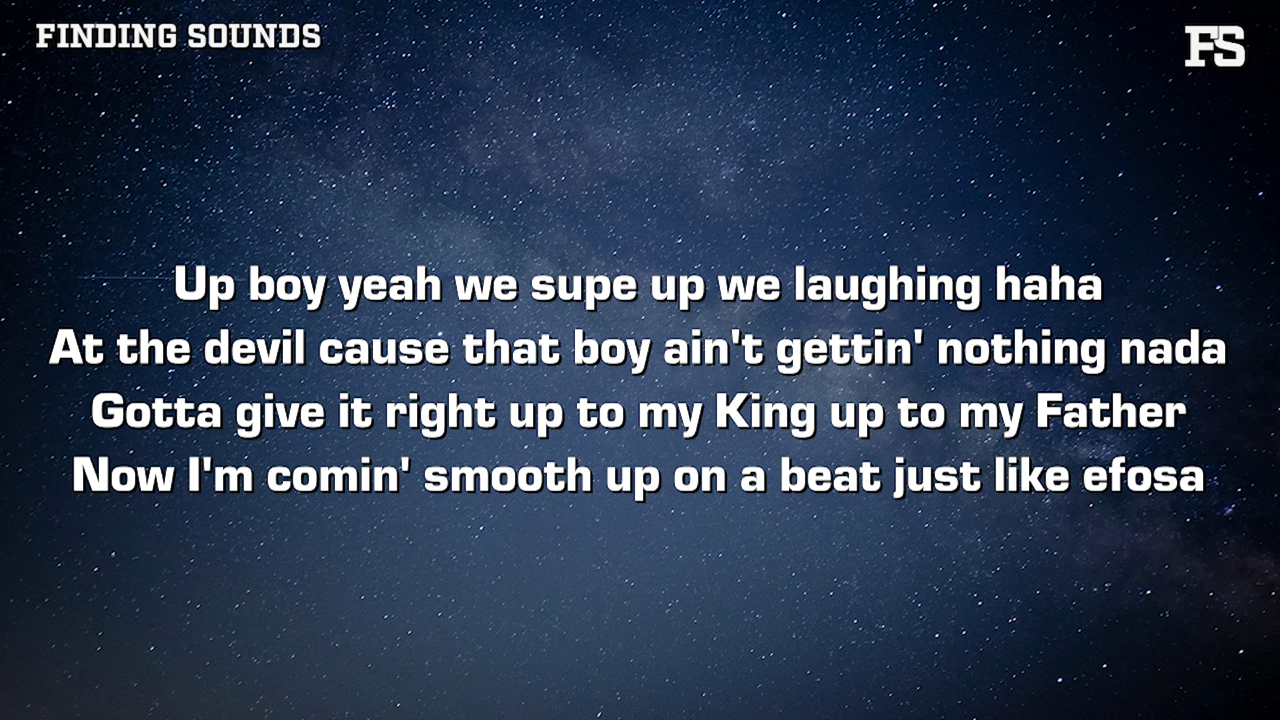 FINDING SOUNDS
FS
Up boy yeah we supe up we laughing haha
At the devil cause that boy ain't gettin' nothing nada
Gotta give it right up to my King up to my Father
Now I'm comin' smooth up on a beat just like efosa